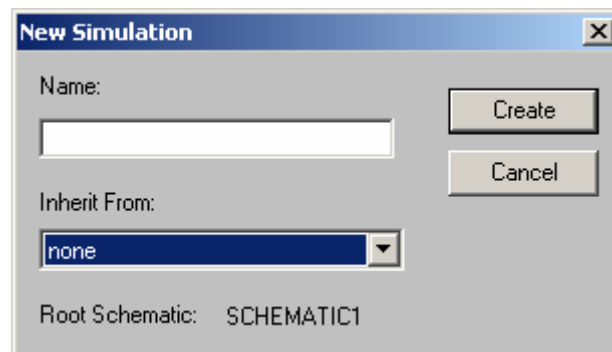 New Simulation
Name:
Create
Cancel
Inherit From:
none
Root Schematic: SCHEMATIC1